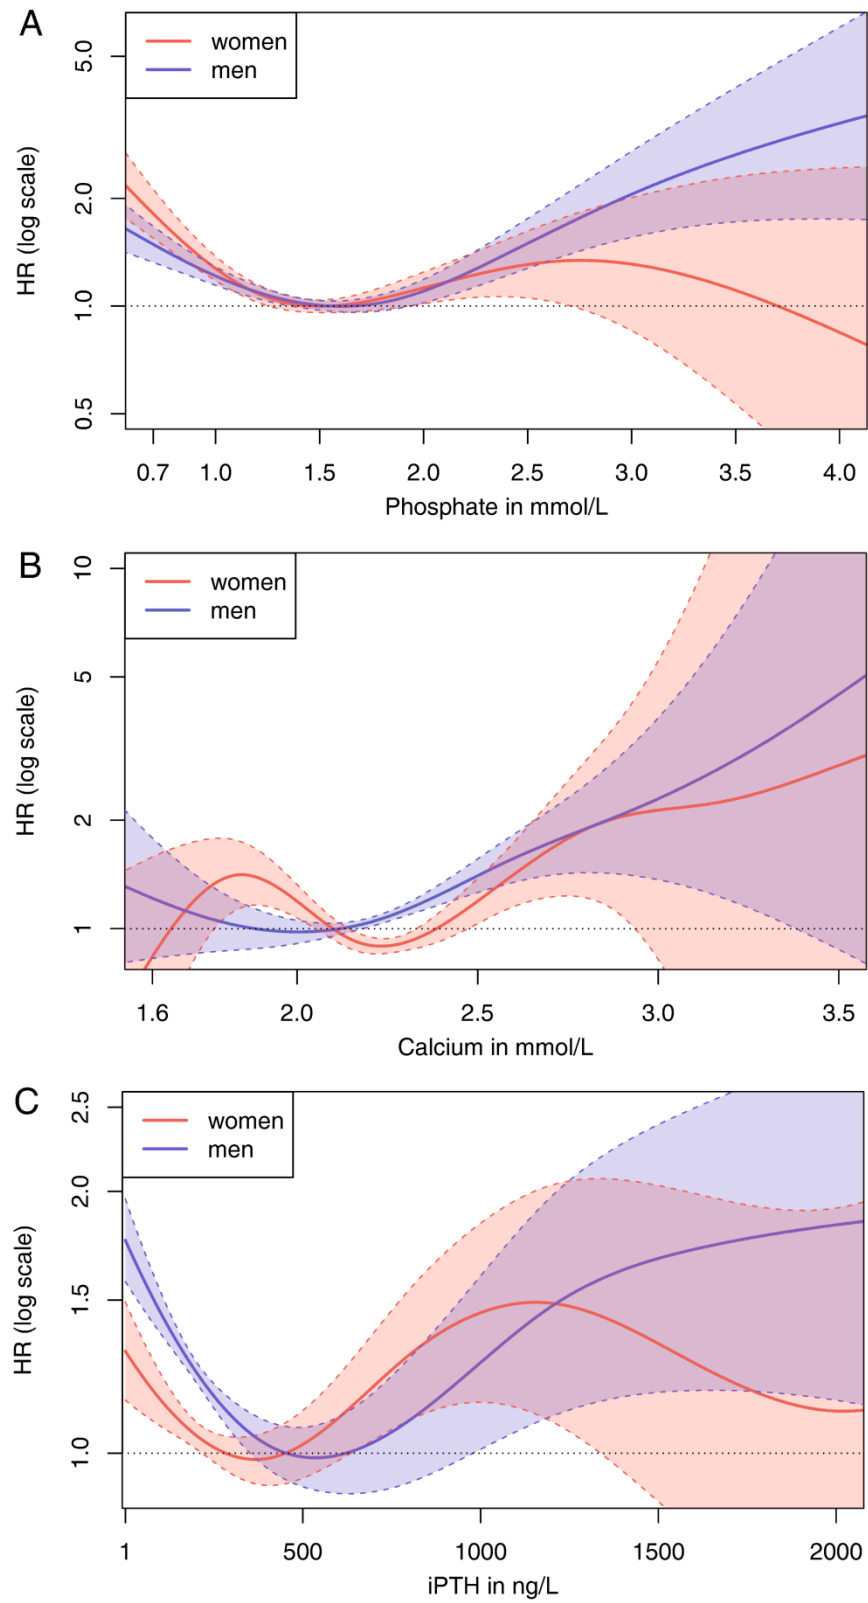 A
women
men
HR (log scale)
5.0
2.0
1.0
0.5
0.7 1.0 1.5 2.0 2.5 3.0 3.5 4.0
Phosphate in mmol/L
B
women
men
HR (log scale)
10
5
2
1
1.6 2.0 2.5 3.0 3.5
Calcium in mmol/L
C
women
men
HR (log scale)
2.5
2.0
1.5
1.0
1 500 1000 1500 2000
iPTH in ng/L